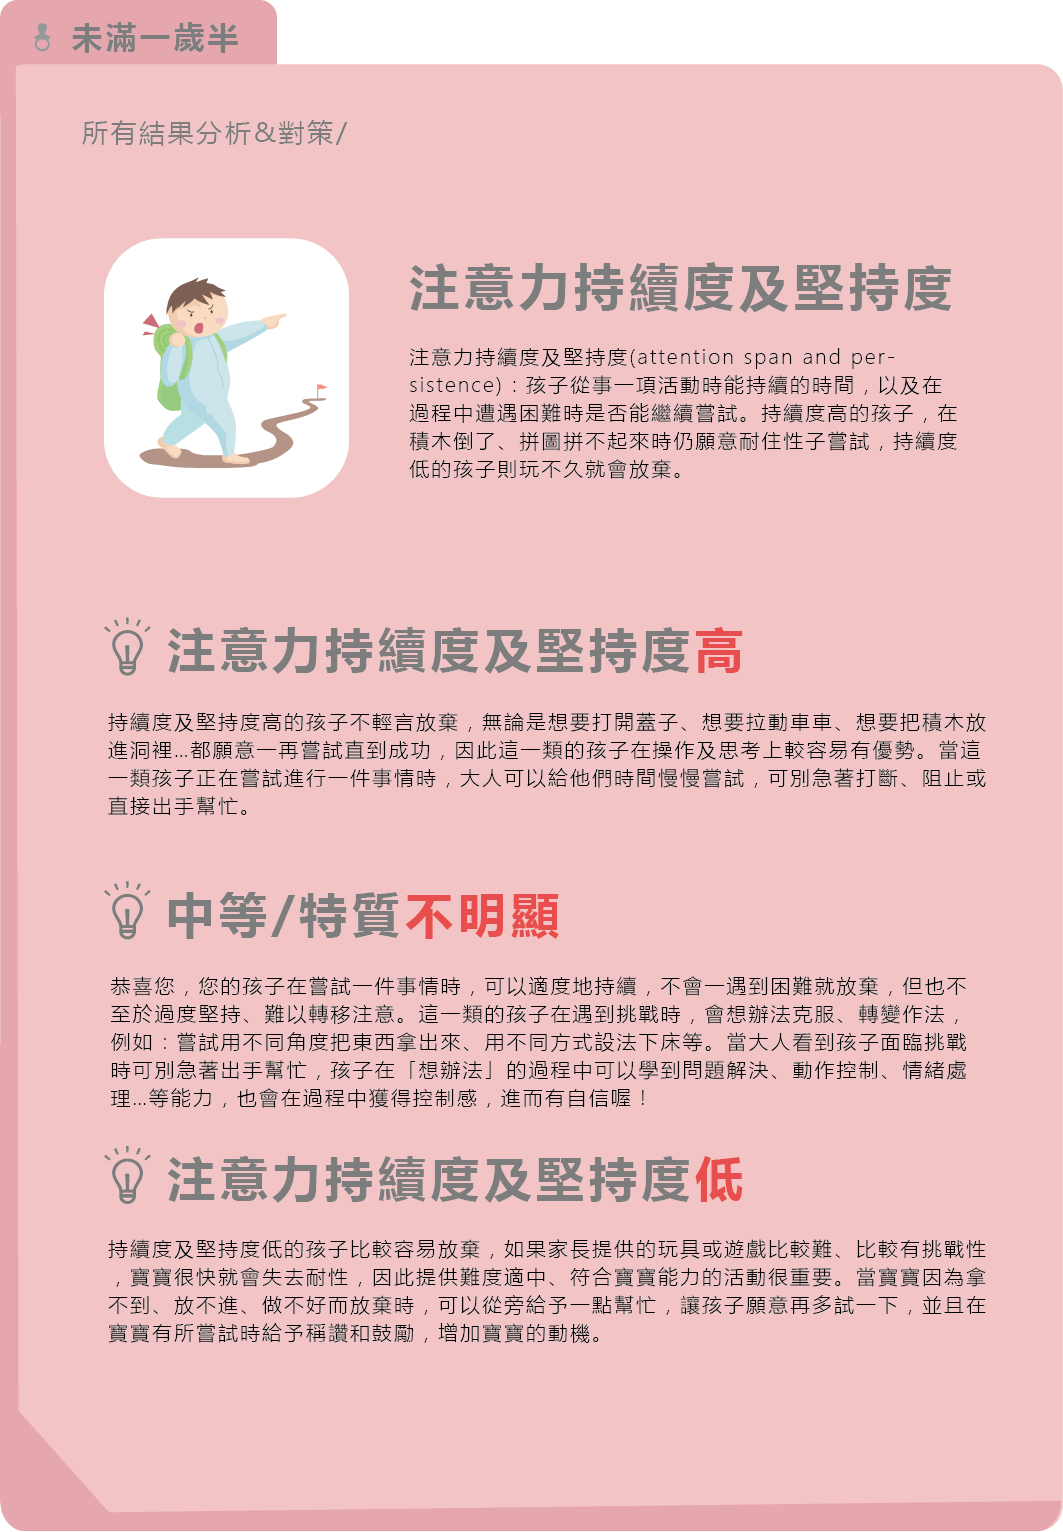 未滿一歲半
所有結果分析&對策/
注意力持續度及堅持度
注意力持續度及堅持度(attention span and per-
sistence)：孩子從事一項活動時能持續的時間，以及在
過程中遭遇困難時是否能繼續嘗試。持續度高的孩子，在
積木倒了、拼圖拼不起來時仍願意耐住性子嘗試，持續度
低的孩子則玩不久就會放棄。
注意力持續度及堅持度高
持續度及堅持度高的孩子不輕言放棄，無論是想要打開蓋子、想要拉動車車、想要把積木放
進洞裡...都願意一再嘗試直到成功，因此這一類的孩子在操作及思考上較容易有優勢。當這
一類孩子正在嘗試進行一件事情時，大人可以給他們時間慢慢嘗試，可別急著打斷、阻止或
直接出手幫忙。
中等/特質不明顯
恭喜您，您的孩子在嘗試一件事情時，可以適度地持續，不會一遇到困難就放棄，但也不
至於過度堅持、難以轉移注意。這一類的孩子在遇到挑戰時，會想辦法克服、轉變作法，
例如：嘗試用不同角度把東西拿出來、用不同方式設法下床等。當大人看到孩子面臨挑戰
時可別急著出手幫忙，孩子在「想辦法」的過程中可以學到問題解決、動作控制、情緒處
理...等能力，也會在過程中獲得控制感，進而有自信喔！
注意力持續度及堅持度低
持續度及堅持度低的孩子比較容易放棄，如果家長提供的玩具或遊戲比較難、比較有挑戰性
，寶寶很快就會失去耐性，因此提供難度適中、符合寶寶能力的活動很重要。當寶寶因為拿
不到、放不進、做不好而放棄時，可以從旁給予一點幫忙，讓孩子願意再多試一下，並且在
寶寶有所嘗試時給予稱讚和鼓勵，增加寶寶的動機。